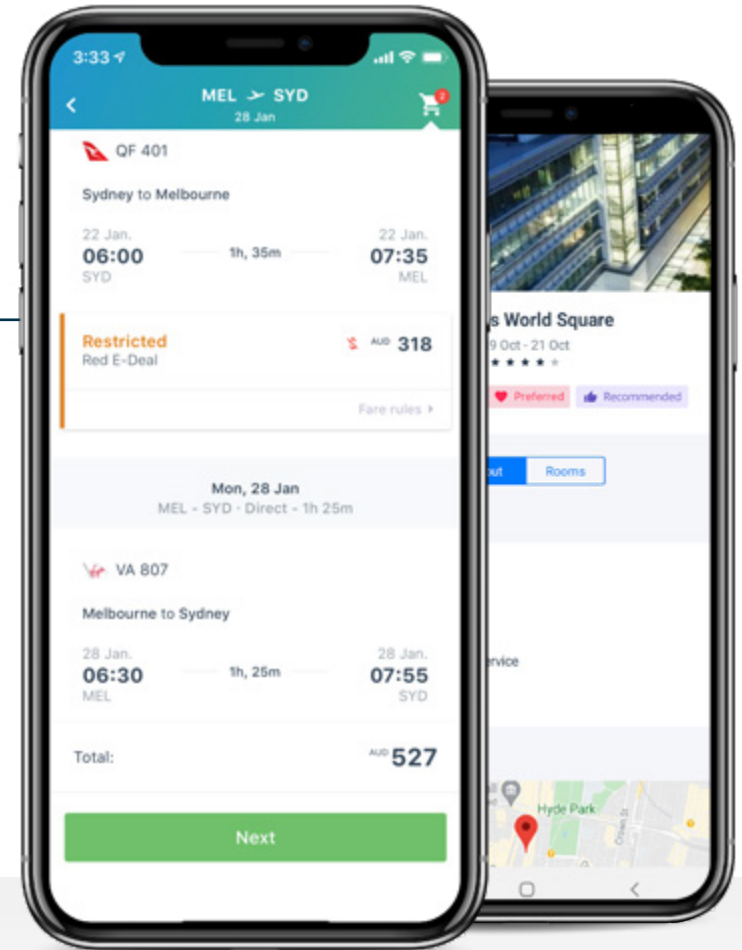 3:33
MEL SYD
28 Jan
2
QF 401
Sydney to Melbourne
22 Jan. 22 Jan.
06:00 1h, 35m 07:35
SYD MEL
Restricted AUD 318
Red E-Deal
Fare rules
Mon, 28 Jan
MEL - SYD · Direct - 1h 25m
VA 807
Melbourne to Sydney
28 Jan. 28 Jan.
06:30 1h, 25m 07:55
MEL SYD
Total: AUD 527
Next
s World Square
9 Oct - 21 Oct
Preferred Recommended
out Rooms
ervice
Hyde Park
Crown St